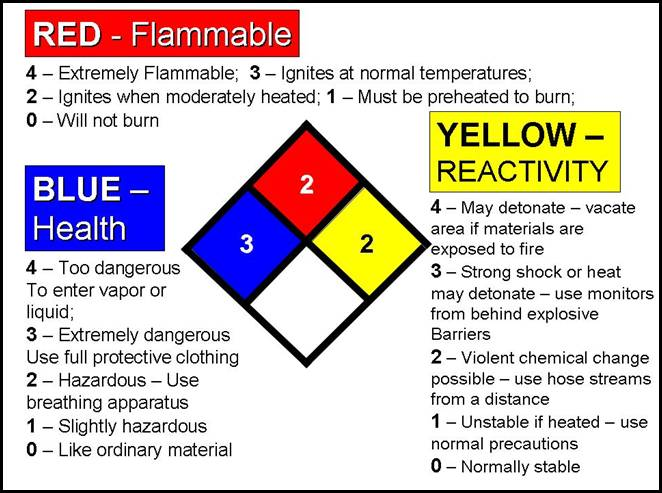 RED - Flammable
4 – Extremely Flammable; 3 – Ignites at normal temperatures;
2 – Ignites when moderately heated; 1 – Must be preheated to burn;
0 – Will not burn
BLUE –
Health
4 – Too dangerous
To enter vapor or
liquid;
3 – Extremely dangerous
Use full protective clothing
2 – Hazardous – Use
breathing apparatus
1 – Slightly hazardous
0 – Like ordinary material
2
3
2
YELLOW –
REACTIVITY
4 – May detonate – vacate
area if materials are
exposed to fire
3 – Strong shock or heat
may detonate – use monitors
from behind explosive
Barriers
2 – Violent chemical change
possible – use hose streams
from a distance
1 – Unstable if heated – use
normal precautions
0 – Normally stable